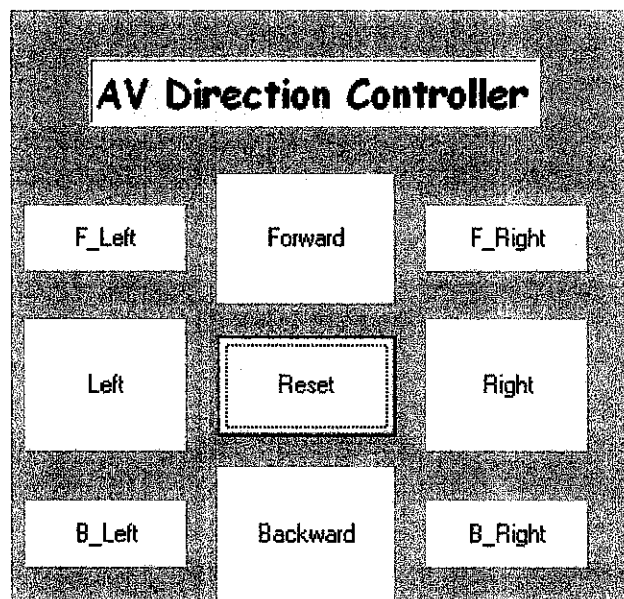 AV Direction Controller
F_Left Forward F_Right
Left Reset Right
B_Left Backward B_Right